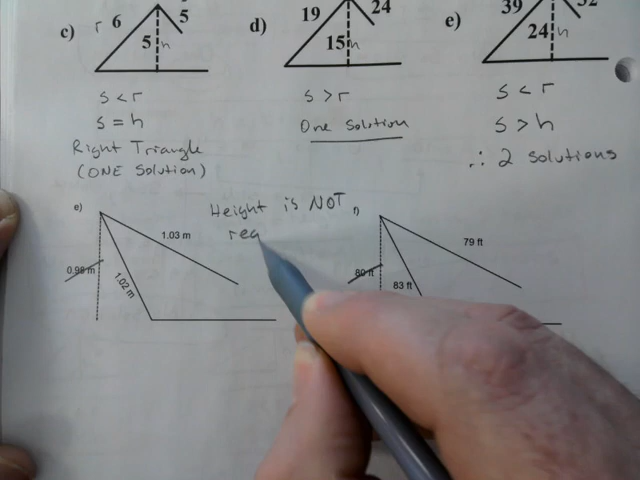 c) r 6 5
5 h
d) 19 24
15 h
e) 39 32
24 h
s < r
s = h
Right Triangle
(ONE Solution)
s > r
One Solution
s < r
s > h
∴ 2 solutions
e) Height is NOT
0.98 m
1.02 m
1.03 m
f)
80 ft
83 ft
79 ft